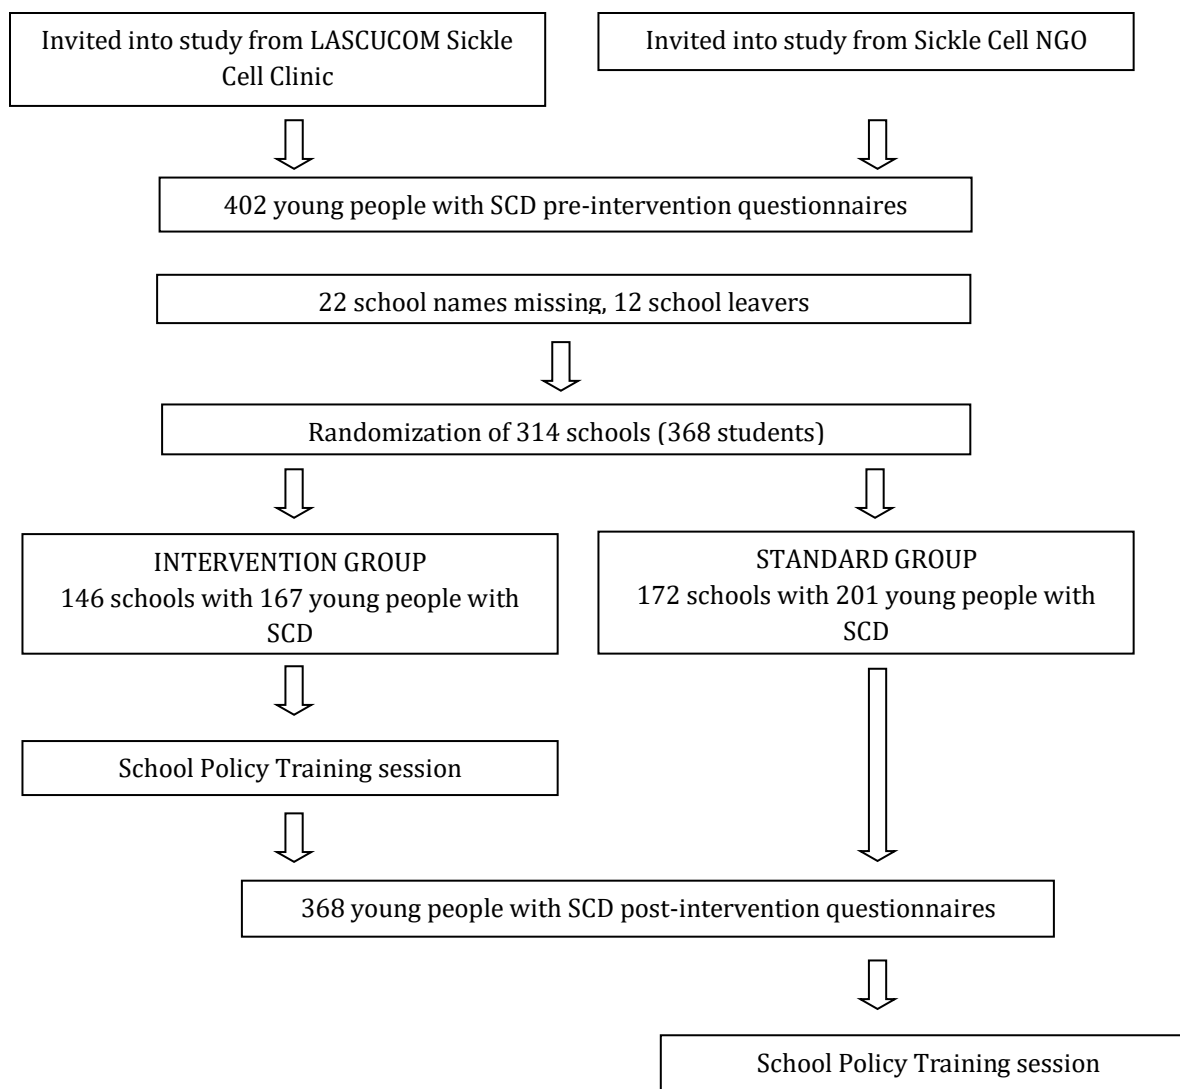 Invited into study from LASCUCOM Sickle
Cell Clinic
Invited into study from Sickle Cell NGO
402 young people with SCD pre-intervention questionnaires
22 school names missing, 12 school leavers
Randomization of 314 schools (368 students)
INTERVENTION GROUP
146 schools with 167 young people with
SCD
STANDARD GROUP
172 schools with 201 young people with
SCD
School Policy Training session
368 young people with SCD post-intervention questionnaires
School Policy Training session